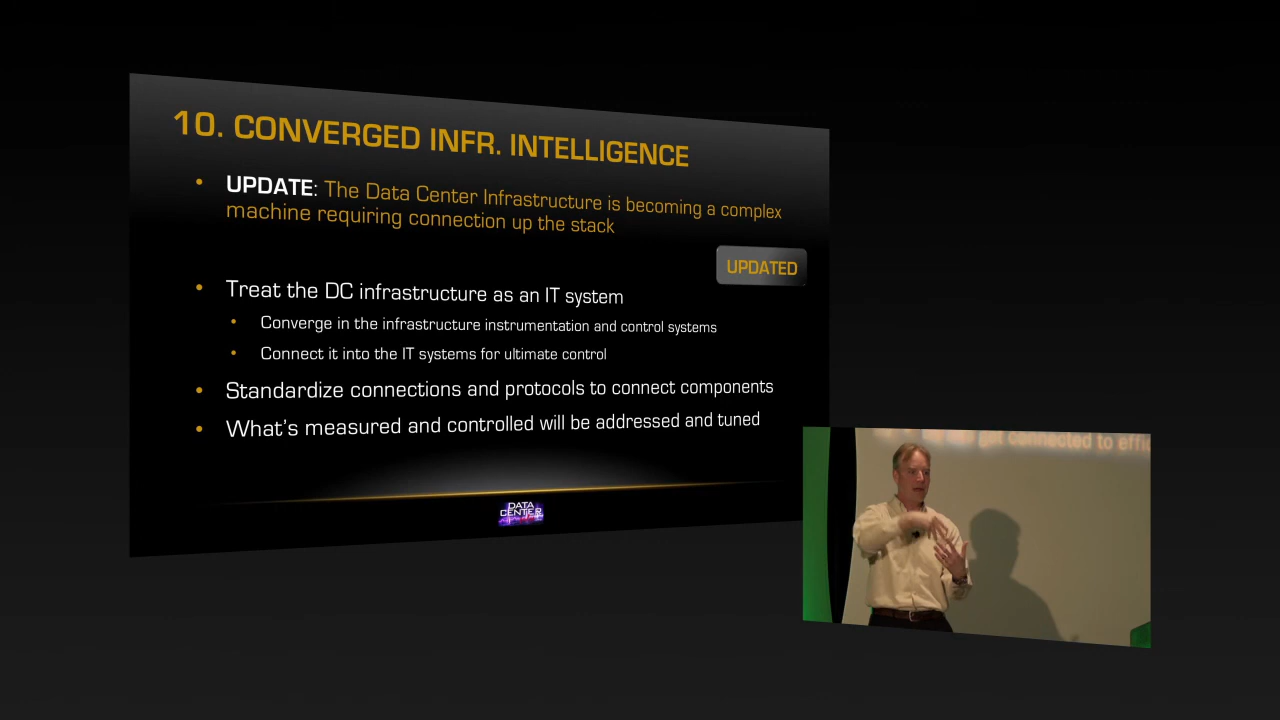 10. CONVERGED INFR. INTELLIGENCE
• UPDATE: The Data Center Infrastructure is becoming a complex
machine requiring connection up the stack
UPDATED
• Treat the DC infrastructure as an IT system
• Converge in the infrastructure instrumentation and control systems
• Connect it into the IT systems for ultimate control
• Standardize connections and protocols to connect components
• What's measured and controlled will be addressed and tuned
DATA
CENTER
get connected to